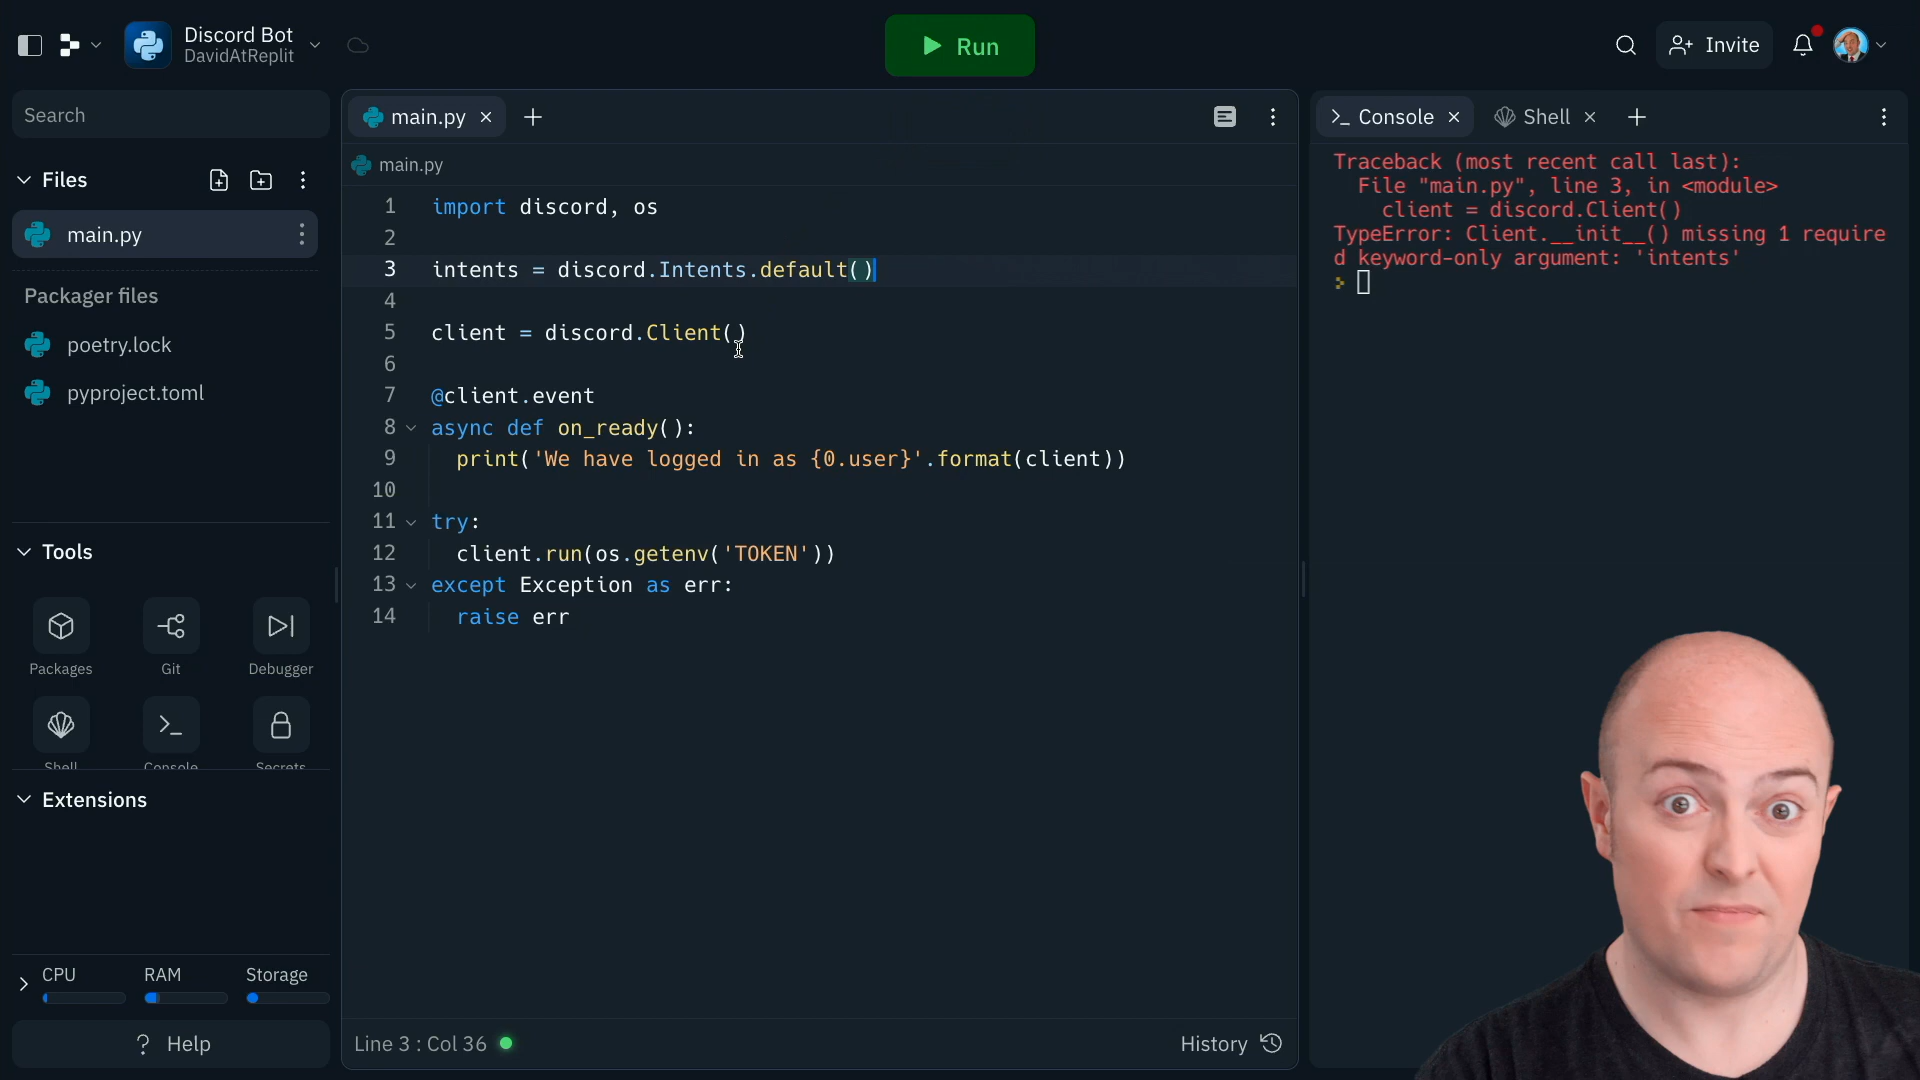 Discord Bot
DavidAtReplit
Run
Invite
Search
Files
main.py
Packager files
poetry.lock
pyproject.toml
Tools
Packages
Git
Debugger
Shell
Console
Secrets
Extensions
CPU
RAM
Storage
? Help
main.py
main.py
1 import discord, os
2
3 intents = discord.Intents.default()
4
5 client = discord.Client()
6
7 @client.event
8 async def on_ready():
9 print('We have logged in as {0.user}'.format(client))
10
11 try:
12 client.run(os.getenv('TOKEN'))
13 except Exception as err:
14 raise err
Line 3 : Col 36
History
Console
Shell
Traceback (most recent call last):
File "main.py", line 3, in <module>
client = discord.Client()
TypeError: Client.__init__() missing 1 require
d keyword-only argument: 'intents'